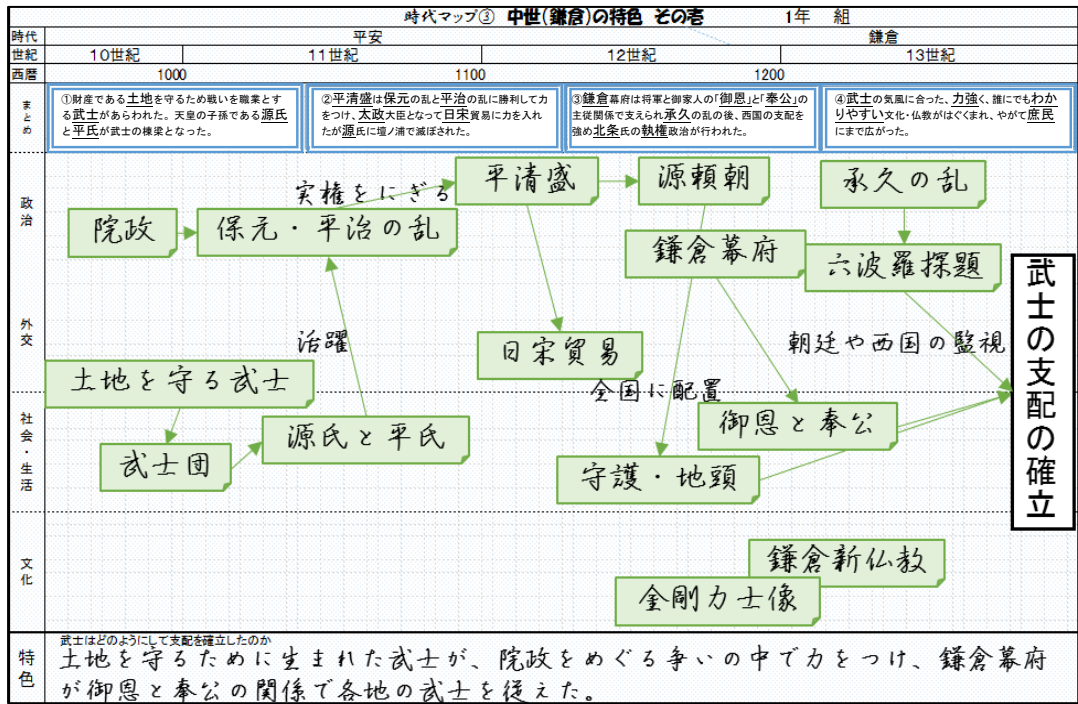 時代マップ③ 中世(鎌倉)の特色 その壱 1年 組
時代 平安 鎌倉
世紀 10世紀 11世紀 12世紀 13世紀
西暦 1000 1100 1200
まとめ
①財産である土地を守るため戦いを職業とす
る武士があらわれた。天皇の子孫である源氏
と平氏が武士の棟梁となった。
②平清盛は保元の乱と平治の乱に勝利して力
をつけ、太政大臣となって日宋貿易に力を入れ
たが源氏に壇ノ浦で滅ぼされた。
③鎌倉幕府は将軍と御家人の「御恩」と「奉公」の
主従関係で支えられ承久の乱の後、西国の支配を
強め北条氏の執権政治が行われた。
④武士の気風に合った、力強く、誰にでもわか
りやすい文化・仏教がはぐくまれ、やがて庶民
にまで広がった。
政治
院政
保元・平治の乱
実権をにぎる
平清盛
源頼朝
承久の乱
鎌倉幕府
六波羅探題
外交
活躍
日宋貿易
朝廷や西国の監視
土地を守る武士
全国に配置
社会・生活
武士団
源氏と平氏
御恩と奉公
守護・地頭
武士の支配の確立
文化
鎌倉新仏教
金剛力士像
特色
武士はどのようにして支配を確立したのか
土地を守るために生まれた武士が、院政をめぐる争いの中で力をつけ、鎌倉幕府
が御恩と奉公の関係で各地の武士を従えた。